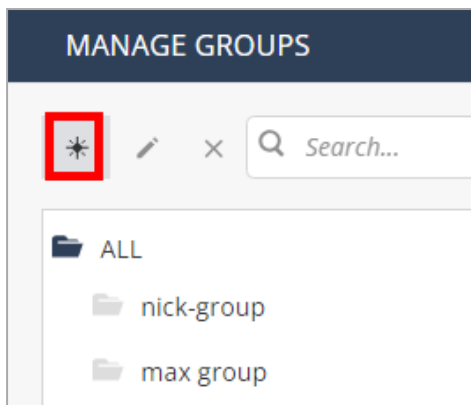 MANAGE GROUPS
Search...
ALL
nick-group
max group